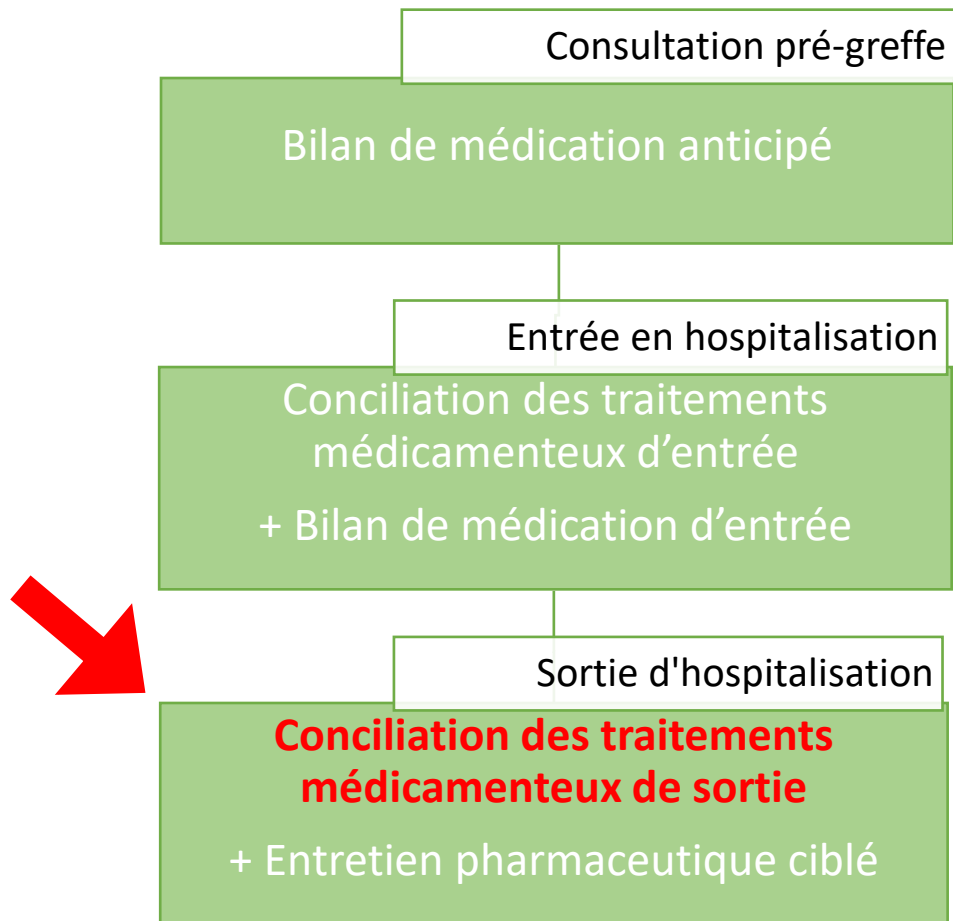 Consultation pré-greffe
Bilan de médication anticipé
Entrée en hospitalisation
Conciliation des traitements
médicamenteux d’entrée
+ Bilan de médication d’entrée
Sortie d'hospitalisation
Conciliation des traitements
médicamenteux de sortie
+ Entretien pharmaceutique ciblé